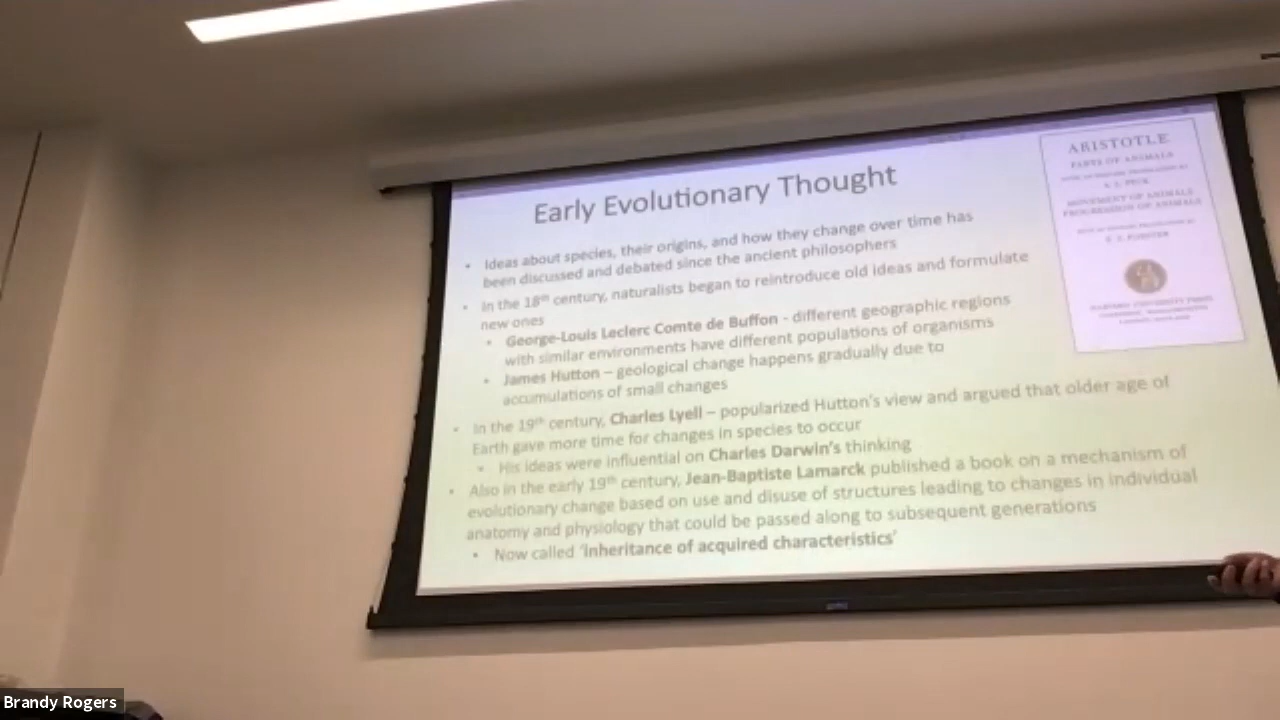 Early Evolutionary Thought
• Ideas about species, their origins, and how they change over time has
been discussed and debated since the ancient philosophers
• In the 18th century, naturalists began to reintroduce old ideas and formulate
new ones
• George-Louis Leclerc Comte de Buffon - different geographic regions
with similar environments have different populations of organisms
• James Hutton – geological change happens gradually due to
accumulations of small changes
• In the 19th century, Charles Lyell – popularized Hutton's view and argued that older age of
Earth gave more time for changes in species to occur
• His ideas were influential on Charles Darwin's thinking
• Also in the early 19th century, Jean-Baptiste Lamarck published a book on a mechanism of
evolutionary change based on use and disuse of structures leading to changes in individual
anatomy and physiology that could be passed along to subsequent generations
• Now called 'inheritance of acquired characteristics'
ARISTOTLE
PARTS OF ANIMALS
A. L. PECK
MOVEMENT OF ANIMALS
PROGRESSION OF ANIMALS
E. S. FORSTER
HARVARD UNIVERSITY PRESS
Brandy Rogers